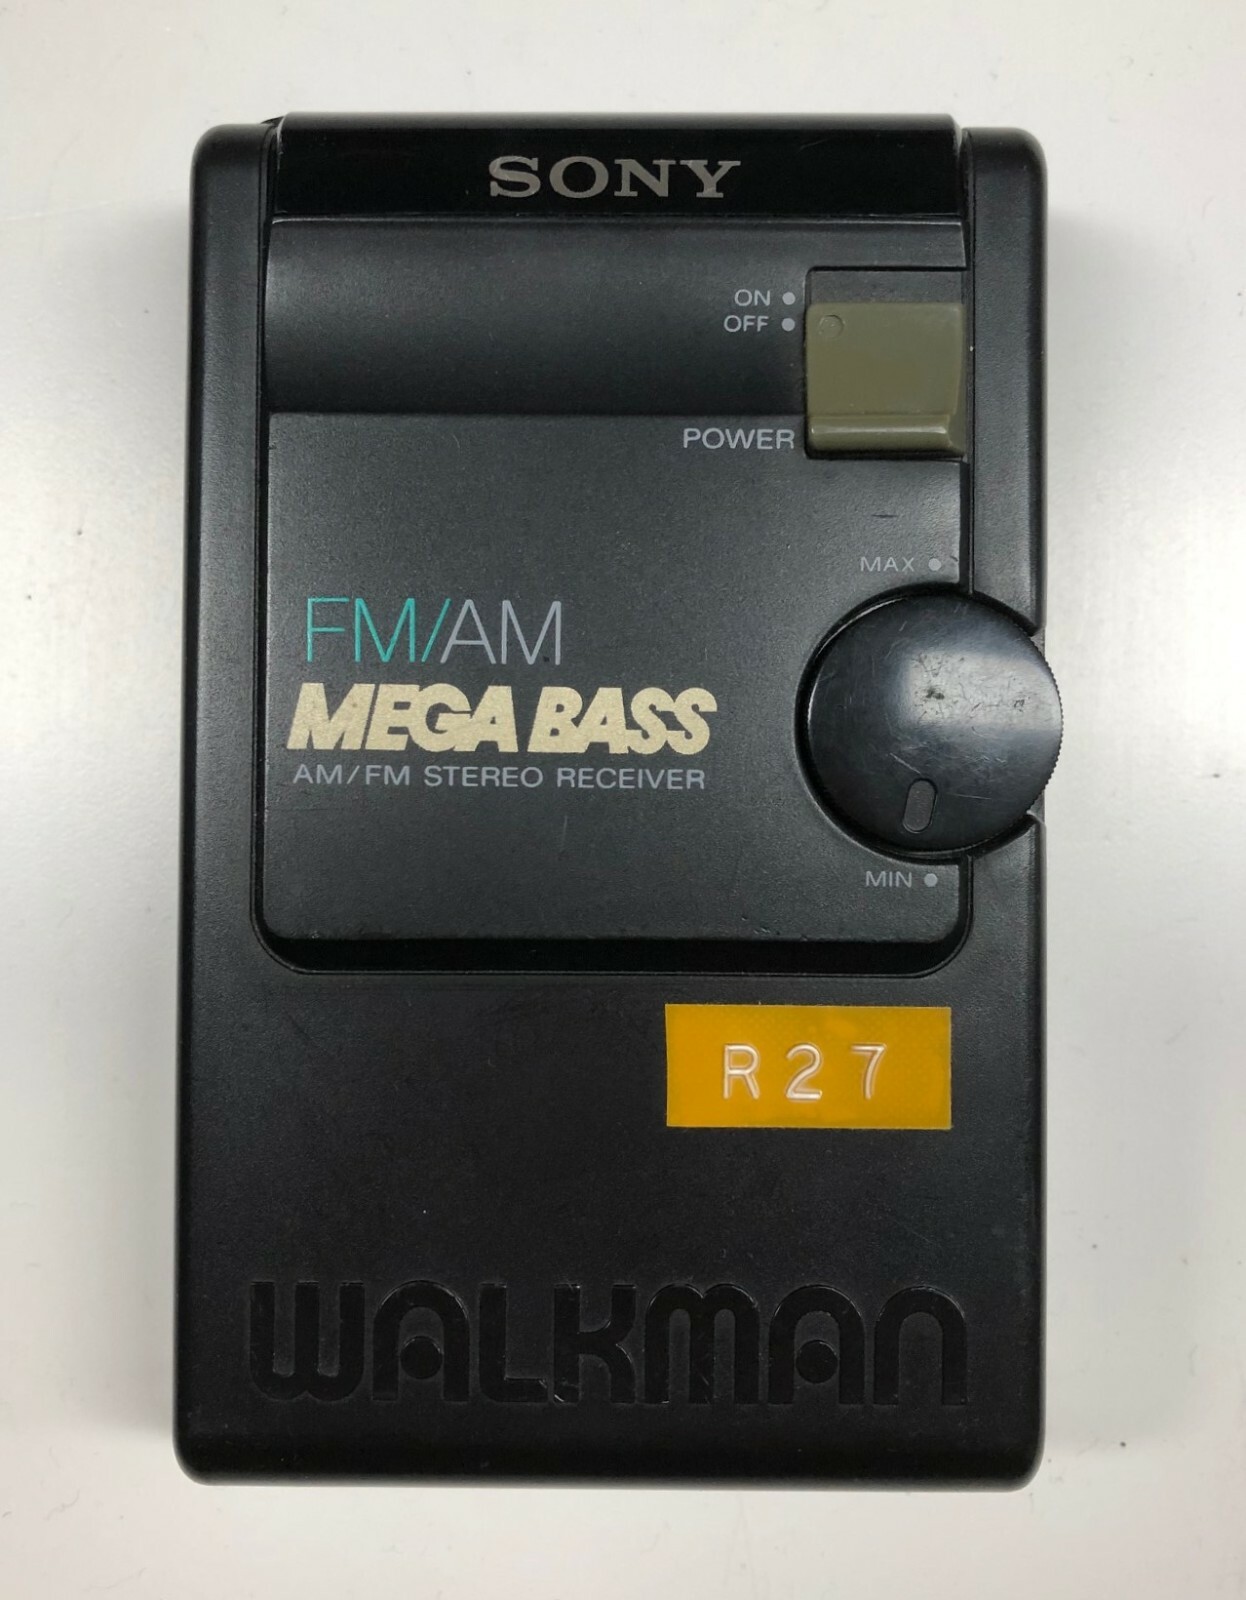 SONY
ON
OFF
POWER
MAX
FM/AM
MEGA BASS
AM/FM STEREO RECEIVER
MIN
R27
WALKMAN